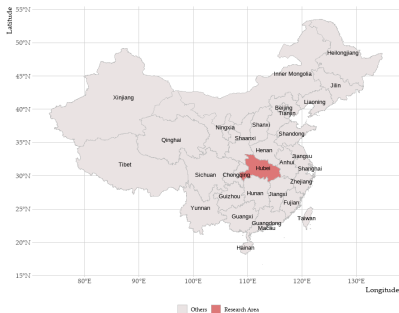 Latitude
55°N
50°N
45°N
40°N
35°N
30°N
25°N
20°N
15°N
Heilongjiang
Inner Mongolia
Jilin
Xinjiang
Liaoning
Beijing
Tianjin
Ningxia
Shanxi
Shandong
Qinghai
Shaanxi
Henan
Jiangsu
Tibet
Sichuan
Chongqing
Hubei
Anhui
Shanghai
Zhejiang
Guizhou
Hunan
Jiangxi
Fujian
Yunnan
Guangxi
Guangdong
Macau
Taiwan
Hainan
80°E
90°E
100°E
110°E
120°E
130°E
Longitude
Others
Research Area